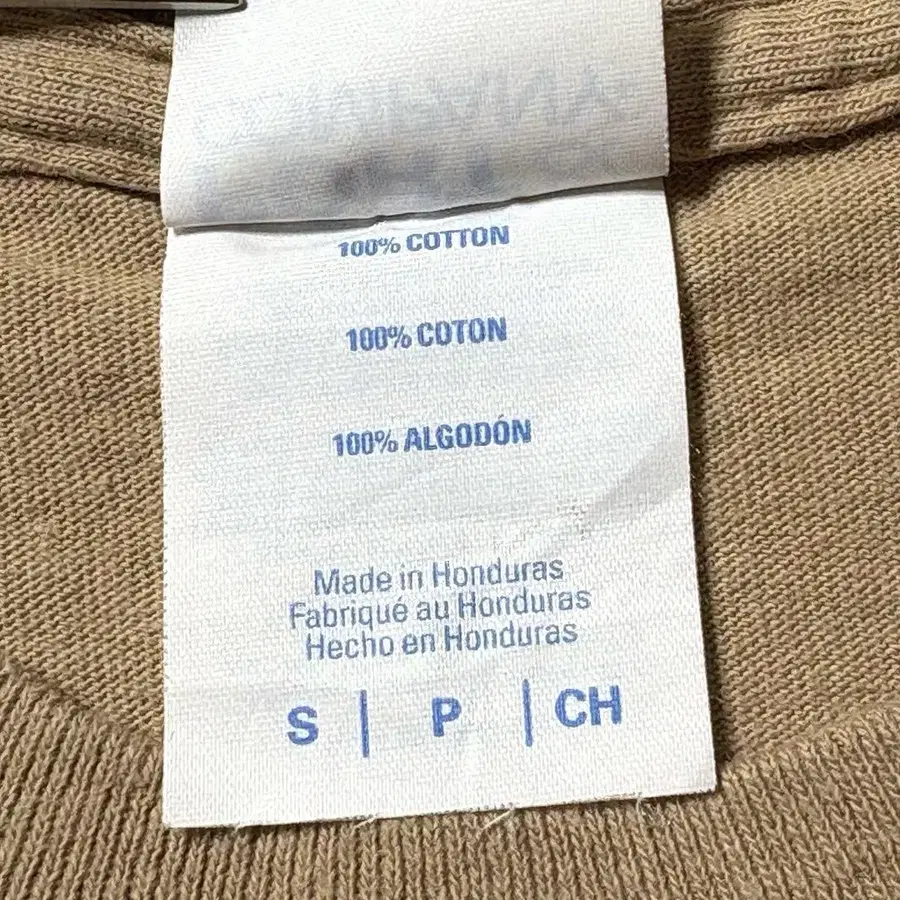 100% COTTON
100% COTON
100% ALGODÓN
Made in Honduras
Fabriqué au Honduras
Hecho en Honduras
S | P | CH